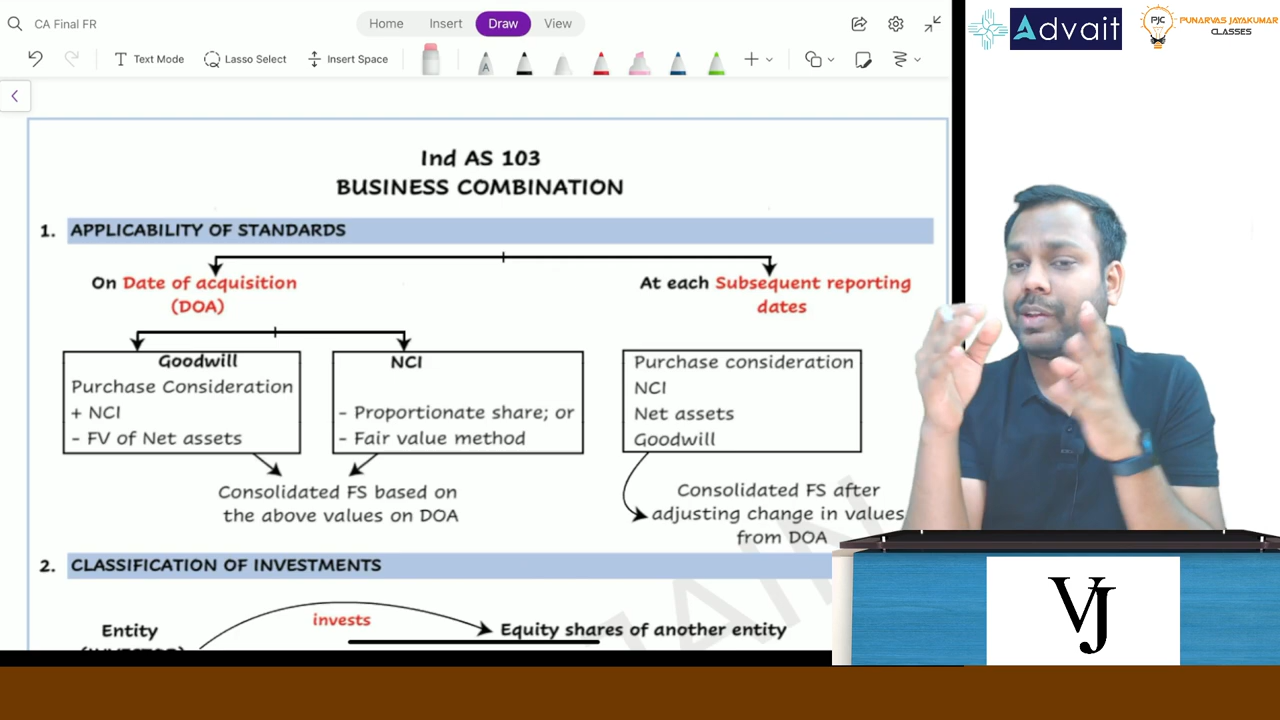 CA Final FR
Home Insert Draw View
Text Mode Lasso Select Insert Space
Advait
PJC PUNARVAS JAYAKUMAR
CLASSES
Ind AS 103
BUSINESS COMBINATION
1. APPLICABILITY OF STANDARDS
On Date of acquisition
(DOA)
At each Subsequent reporting
dates
Goodwill
Purchase Consideration
+ NCI
- FV of Net assets
NCI
- Proportionate share; or
- Fair value method
Purchase consideration
NCI
Net assets
Goodwill
Consolidated FS based on
the above values on DOA
Consolidated FS after
adjusting change in values
from DOA
2. CLASSIFICATION OF INVESTMENTS
Entity
invests
Equity shares of another entity
JAIN
VJ